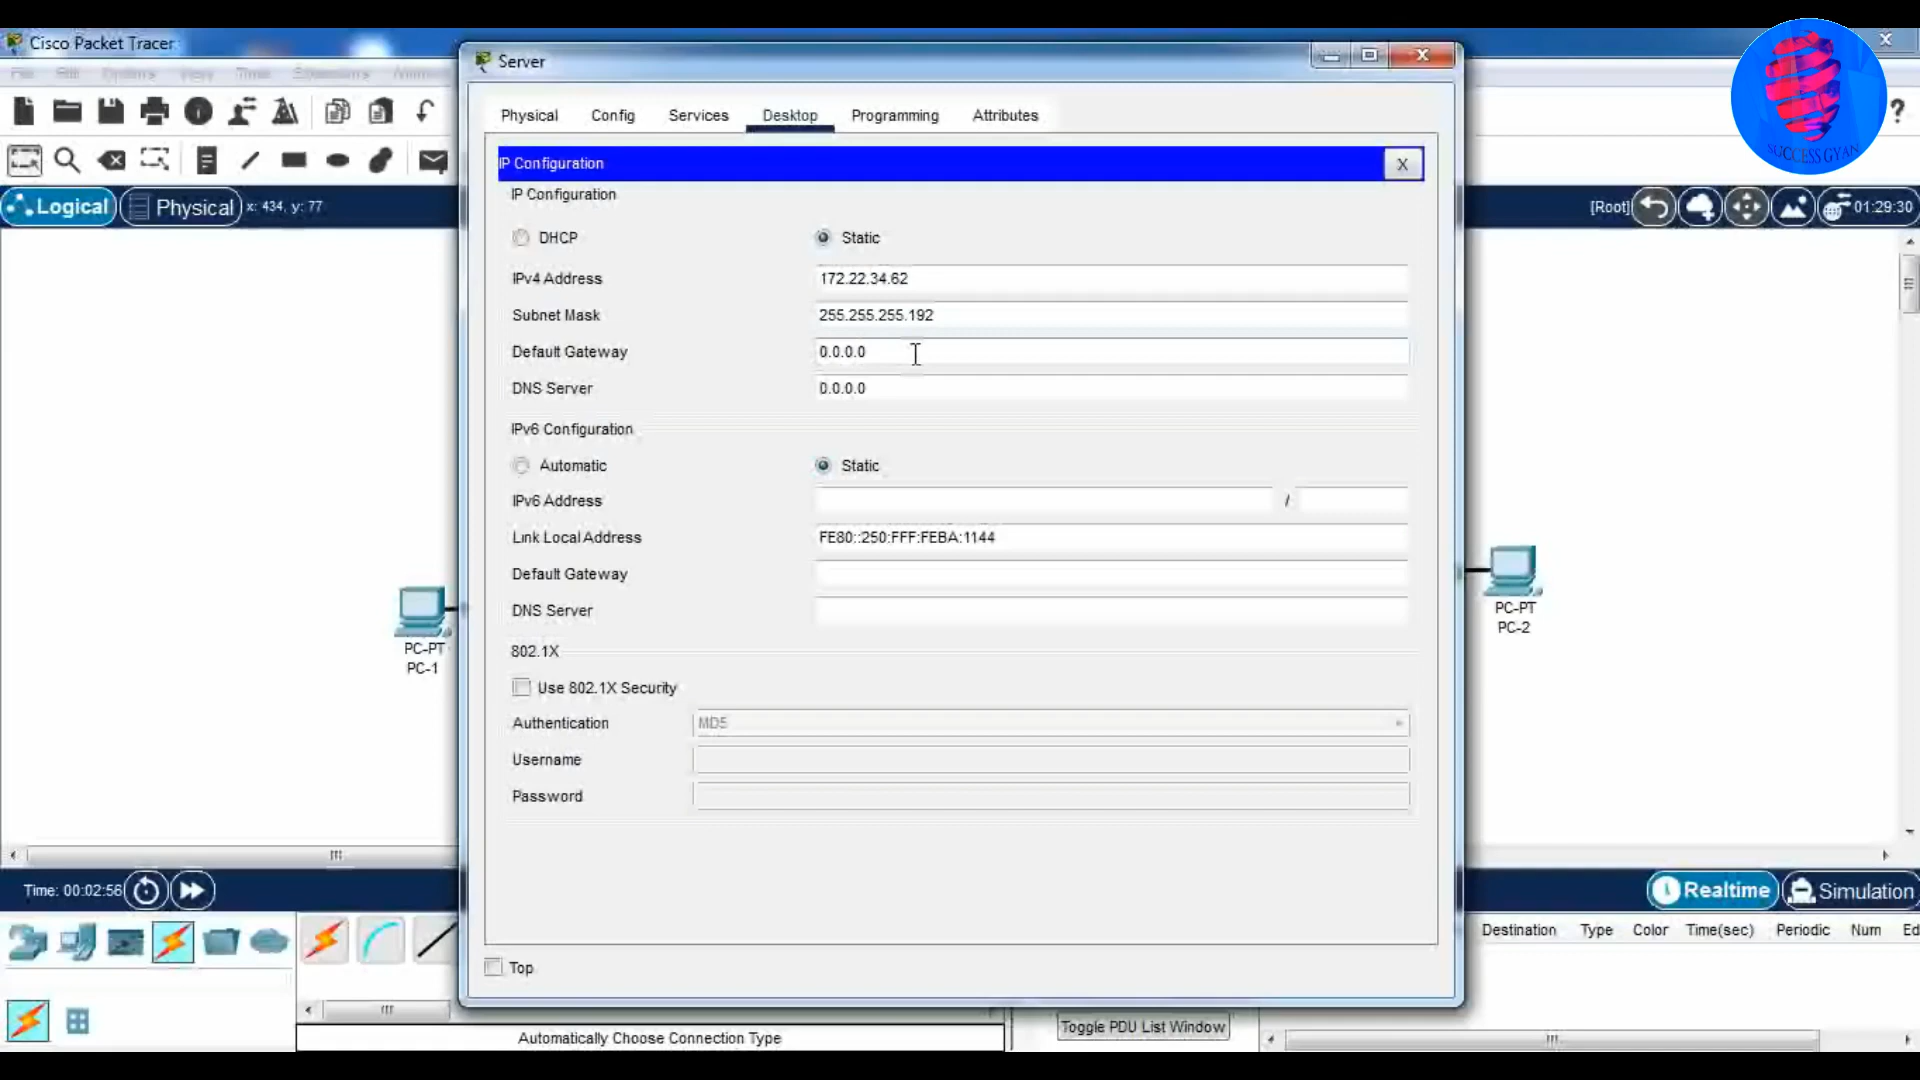 Cisco Packet Tracer
Server
SUCCESS GYAN
?
Physical Config Services Desktop Programming Attributes
IP Configuration X
IP Configuration
Logical Physical x: 434, y: 77
[Root] 01:29:30
DHCP Static
IPv4 Address 172.22.34.62
Subnet Mask 255.255.255.192
Default Gateway 0.0.0.0
DNS Server 0.0.0.0
IPv6 Configuration
Automatic Static
IPv6 Address /
Link Local Address FE80::250:FFF:FEBA:1144
Default Gateway
DNS Server
802.1X
Use 802.1X Security
Authentication MD5
Username
Password
PC-PT
PC-1
PC-PT
PC-2
Time: 00:02:56
Realtime Simulation
Destination Type Color Time(sec) Periodic Num Ed
Top
Toggle PDU List Window
Automatically Choose Connection Type